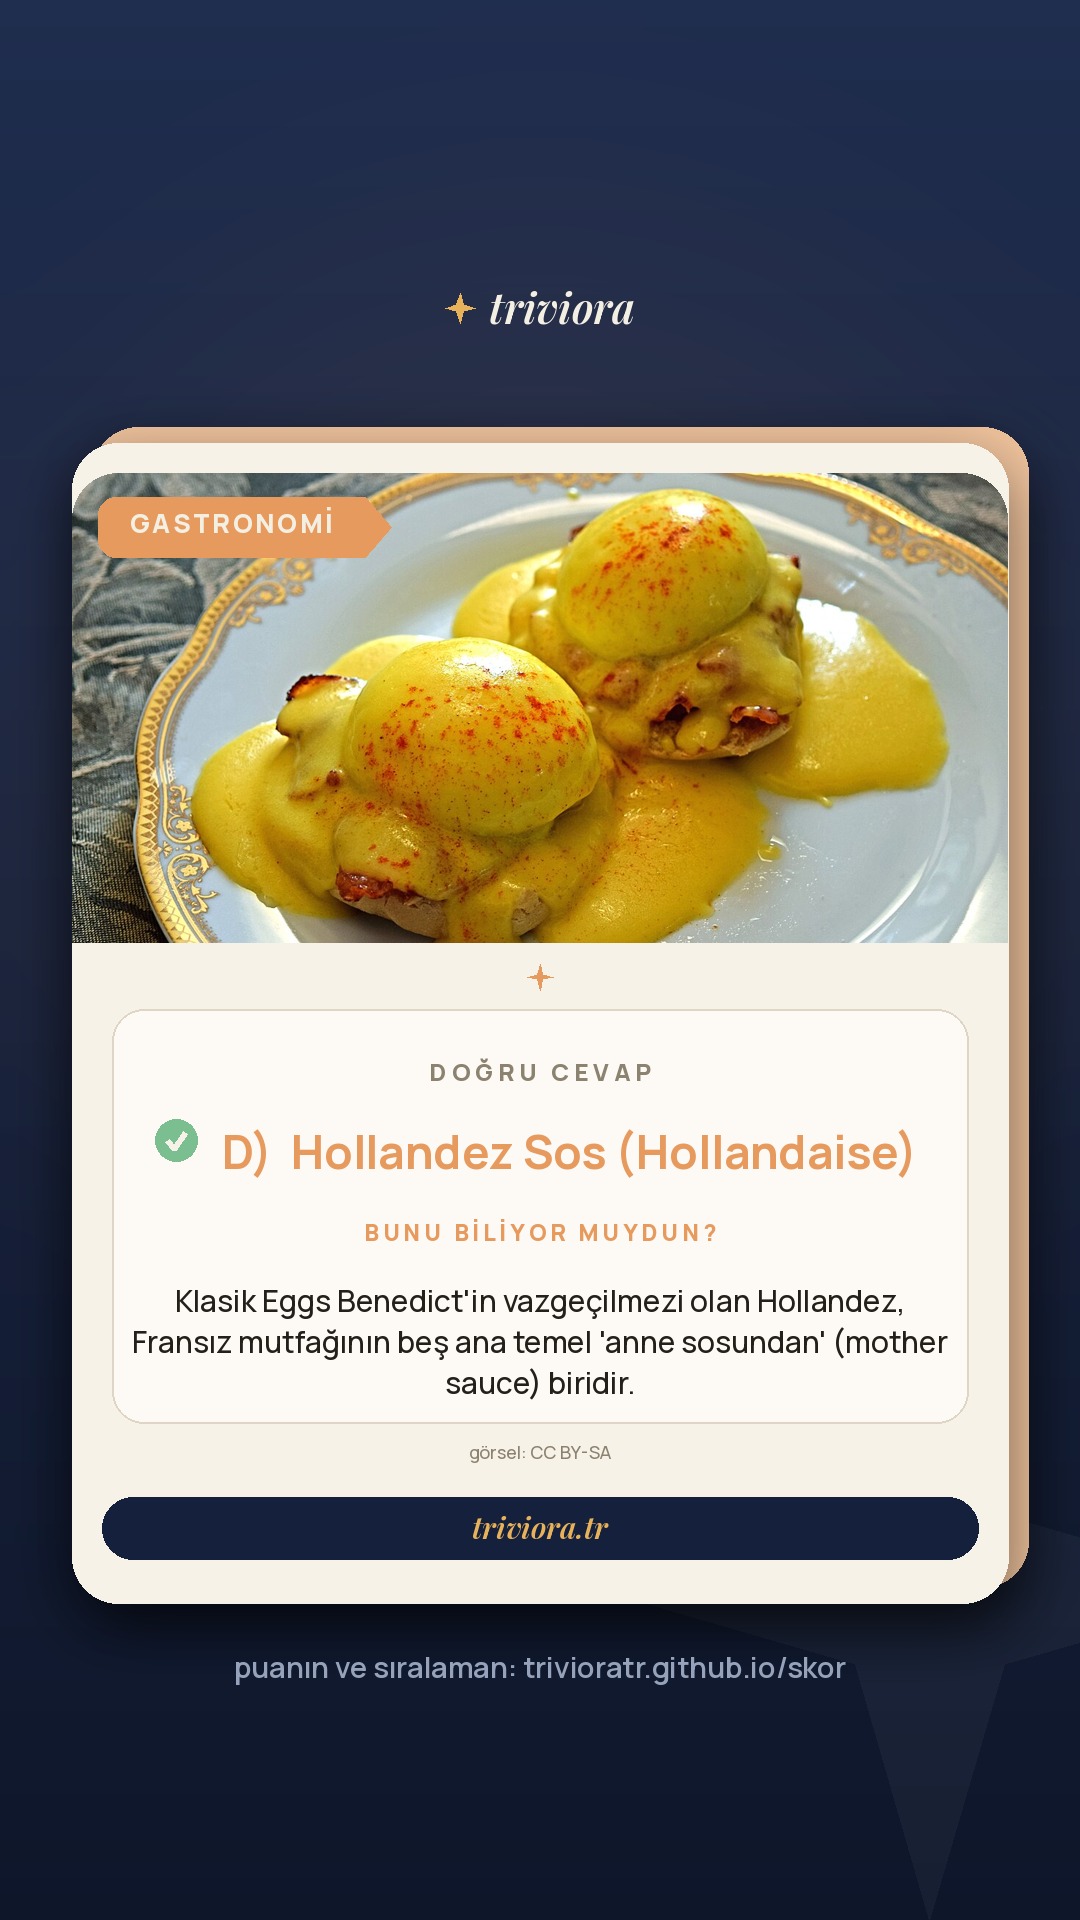 triviora
GASTRONOMİ
DOĞRU CEVAP
D) Hollandez Sos (Hollandaise)
BUNU BİLİYOR MUYDUN?
Klasik Eggs Benedict'in vazgeçilmezi olan Hollandez,
Fransız mutfağının beş ana temel 'anne sosundan' (mother
sauce) biridir.
görsel: CC BY-SA
triviora.tr
puanın ve sıralaman: trivioratr.github.io/skor